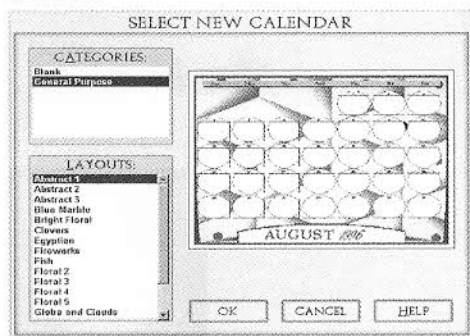 SELECT NEW CALENDAR
CATEGORIES:
Blank
General Purpose
LAYOUTS:
Abstract 1
Abstract 2
Abstract 3
Blue Marble
Bright Floral
Clovers
Egyptian
Fireworks
Fish
Floral 2
Floral 3
Floral 4
Floral 5
Globe and Clouds
AUGUST 1996
OK
CANCEL
HELP